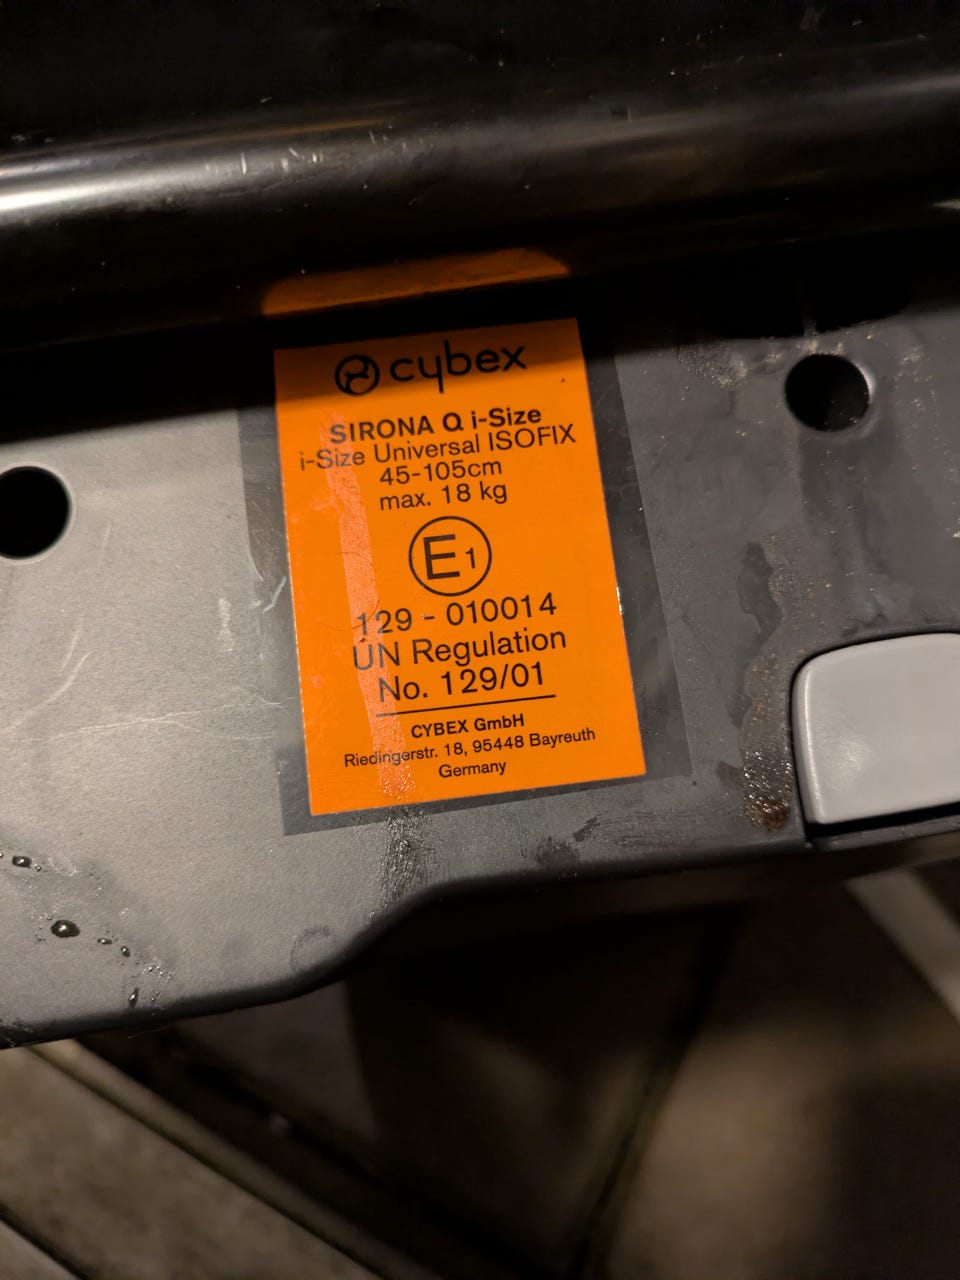 cybex
SIRONA Q i-Size
i-Size Universal ISOFIX
45-105cm
max. 18 kg
E1
129 - 010014
UN Regulation
No. 129/01
CYBEX GmbH
Riedingerstr. 18, 95448 Bayreuth
Germany